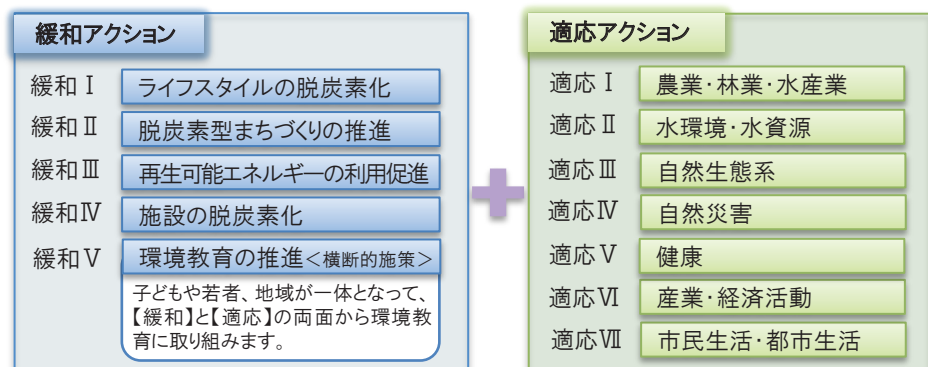 緩和アクション
緩和Ⅰ ライフスタイルの脱炭素化
緩和Ⅱ 脱炭素型まちづくりの推進
緩和Ⅲ 再生可能エネルギーの利用促進
緩和Ⅳ 施設の脱炭素化
緩和Ⅴ 環境教育の推進<横断的施策>
子どもや若者、地域が一体となって、
【緩和】と【適応】の両面から環境教
育に取り組みます。
適応アクション
適応Ⅰ 農業・林業・水産業
適応Ⅱ 水環境・水資源
適応Ⅲ 自然生態系
適応Ⅳ 自然災害
適応Ⅴ 健康
適応Ⅵ 産業・経済活動
適応Ⅶ 市民生活・都市生活